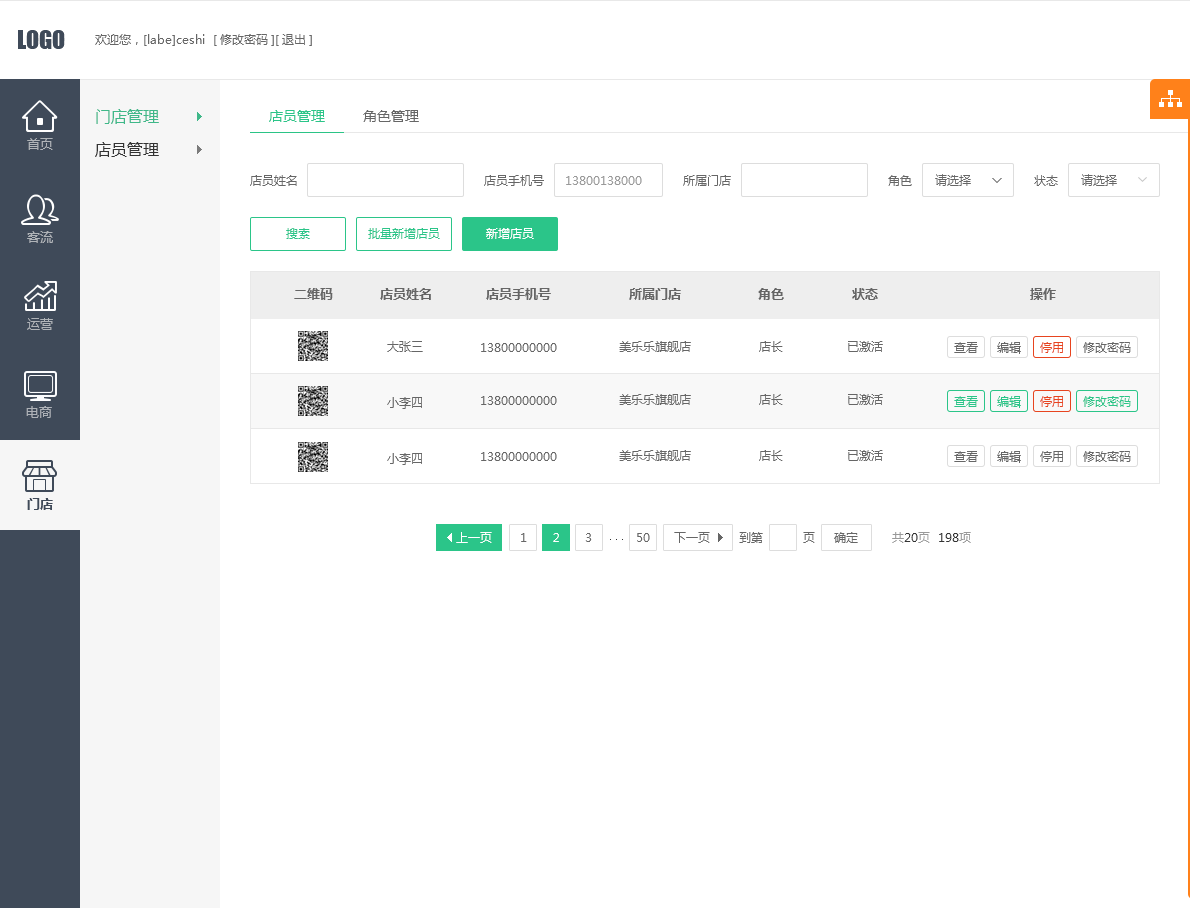 LOGO
欢迎您，[labe]ceshi [ 修改密码 ][ 退出 ]
首页
客流
运营
电商
门店
门店管理
店员管理
店员管理 角色管理
店员姓名 店员手机号 13800138000 所属门店 角色 请选择 状态 请选择
搜索 批量新增店员 新增店员
二维码 店员姓名 店员手机号 所属门店 角色 状态 操作
大张三 13800000000 美乐乐旗舰店 店长 已激活 查看 编辑 停用 修改密码
小李四 13800000000 美乐乐旗舰店 店长 已激活 查看 编辑 停用 修改密码
小李四 13800000000 美乐乐旗舰店 店长 已激活 查看 编辑 停用 修改密码
上一页 1 2 3 ... 50 下一页 到第 页 确定 共20页 198项